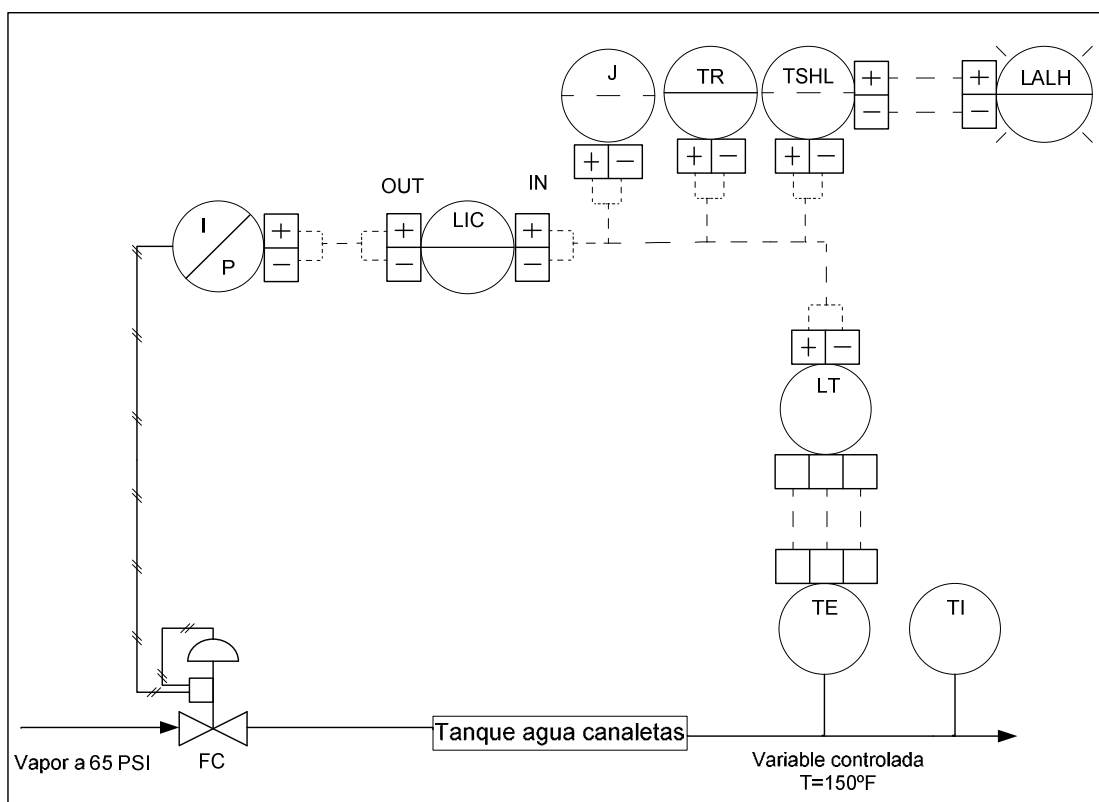 J
TR
TSHL
LALH
+
−
+
−
+ −
+ −
+ −
OUT
IN
I
P
+
−
+
−
LIC
+
−
+ −
LT
TE
TI
Tanque agua canaletas
Vapor a 65 PSI
FC
Variable controlada
T=150ºF